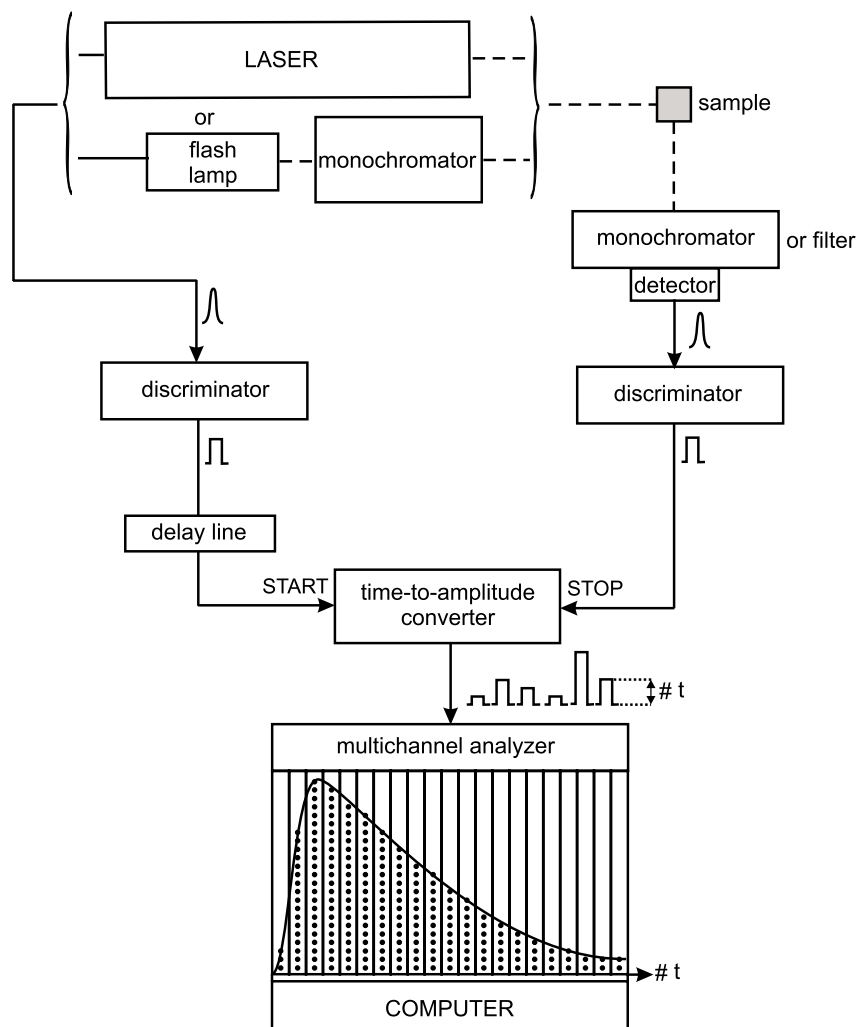 LASER
or
flash
lamp
monochromator
sample
monochromator
or filter
detector
discriminator
discriminator
delay line
START
time-to-amplitude
converter
STOP
# t
multichannel analyzer
# t
COMPUTER